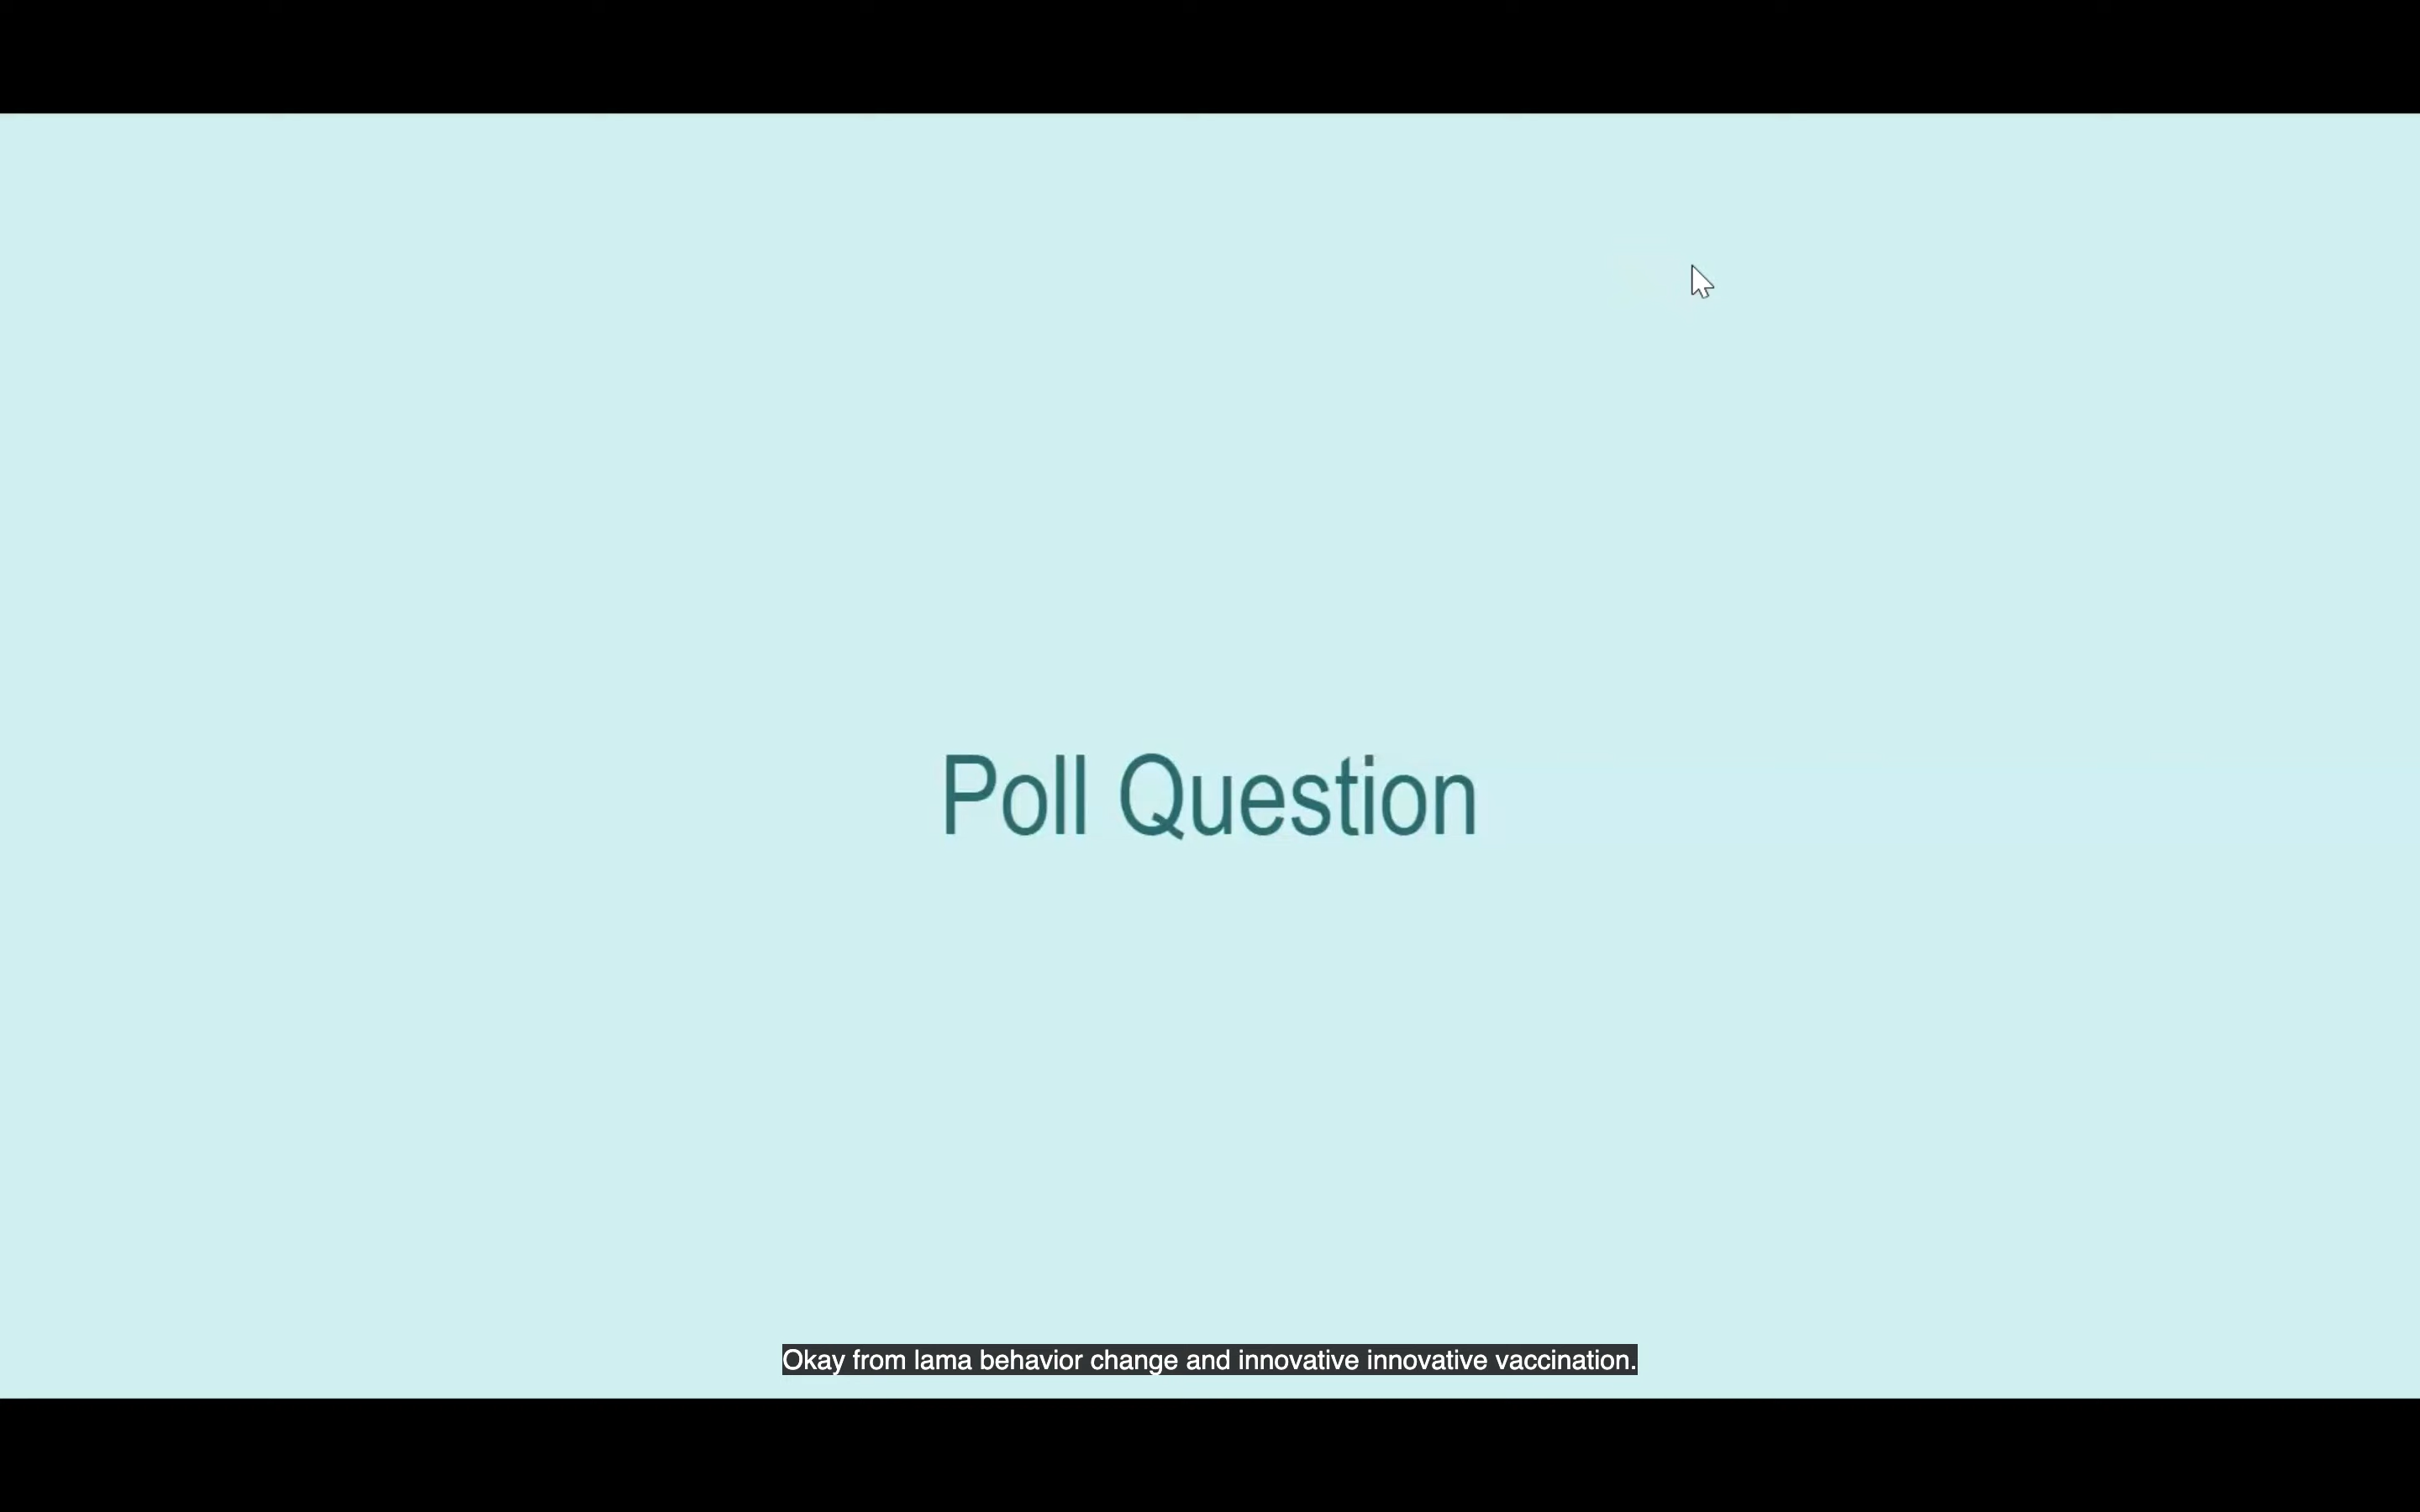 Poll Question
Okay from lama behavior change and innovative innovative vaccination.